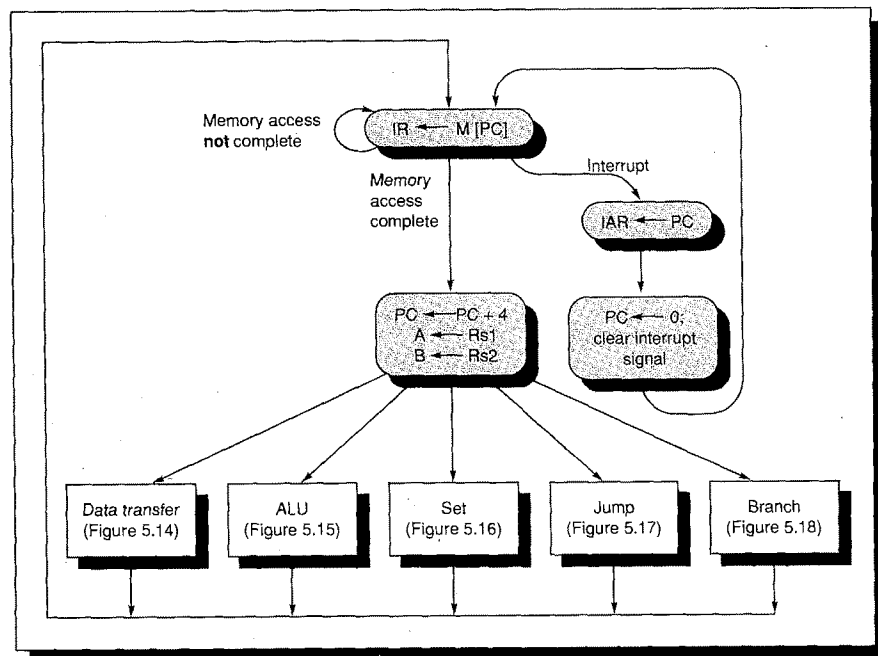 Memory access
not complete
IR ← M [PC]
Memory
access
complete
Interrupt
IAR ← PC
PC ← PC + 4
A ← Rs1
B ← Rs2
PC ← 0;
clear interrupt
signal
Data transfer
(Figure 5.14)
ALU
(Figure 5.15)
Set
(Figure 5.16)
Jump
(Figure 5.17)
Branch
(Figure 5.18)